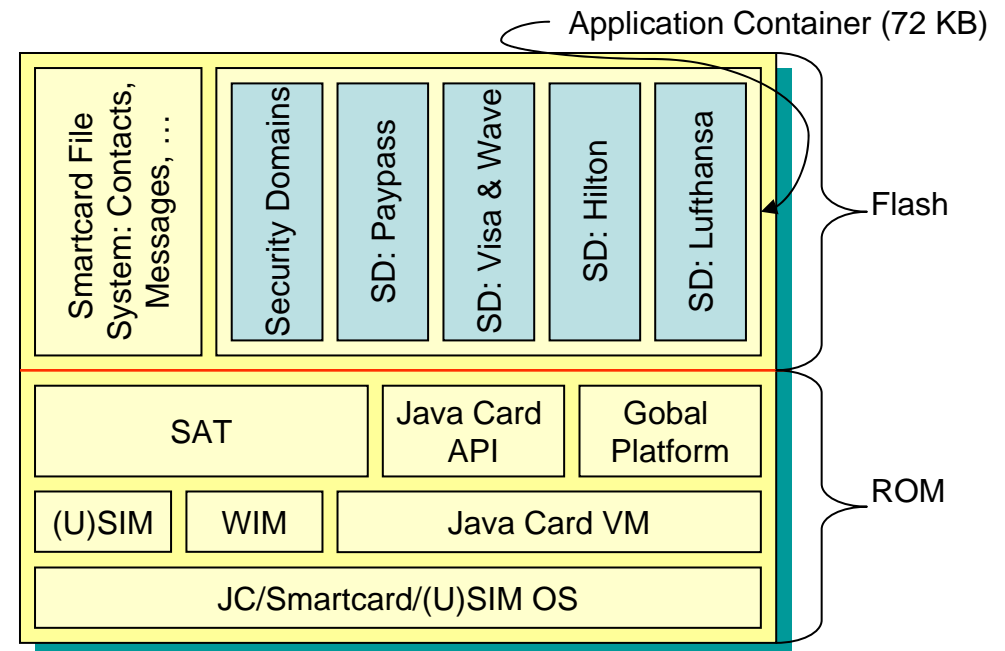 Application Container (72 KB)
Smartcard File
System: Contacts,
Messages, …
Security Domains
SD: Paypass
SD: Visa & Wave
SD: Hilton
SD: Lufthansa
Flash
SAT
Java Card
API
Gobal
Platform
ROM
(U)SIM
WIM
Java Card VM
JC/Smartcard/(U)SIM OS